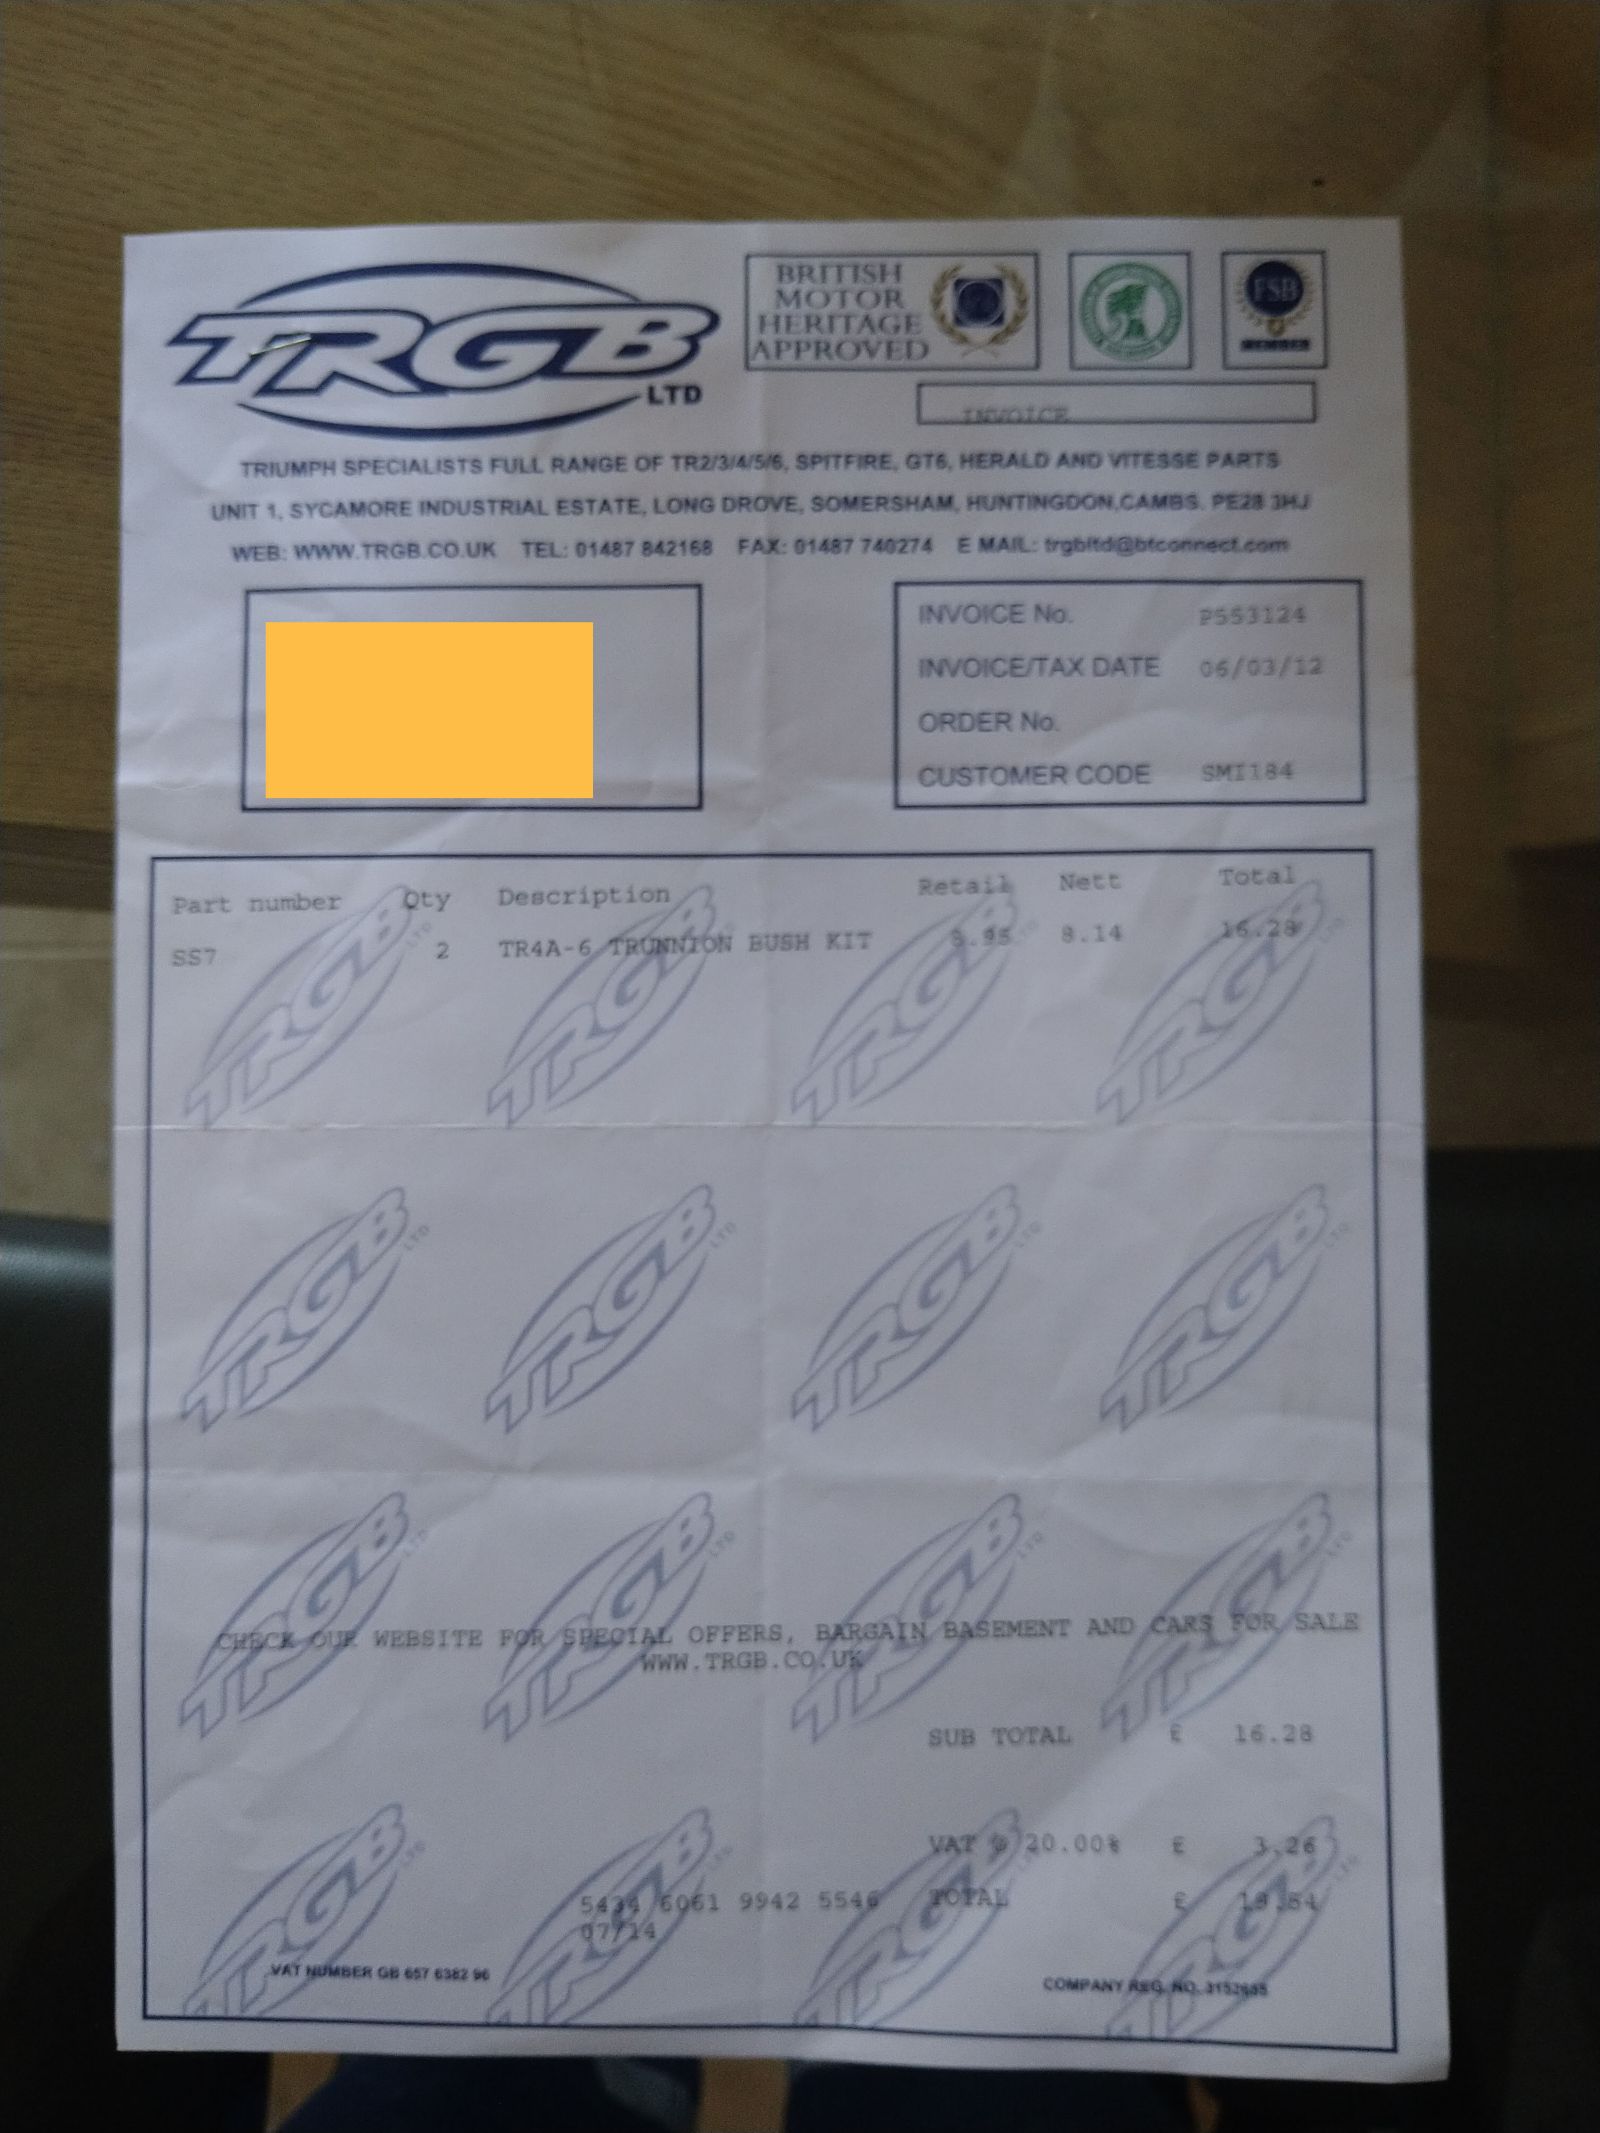 TRGB
LTD
BRITISH
MOTOR
HERITAGE
APPROVED
FSB
INVOICE
TRIUMPH SPECIALISTS FULL RANGE OF TR2/3/4/5/6, SPITFIRE, GT6, HERALD AND VITESSE PARTS
UNIT 1, SYCAMORE INDUSTRIAL ESTATE, LONG DROVE, SOMERSHAM, HUNTINGDON,CAMBS. PE28 3HJ
WEB: WWW.TRGB.CO.UK TEL: 01487 842168 FAX: 01487 740274 E MAIL: trgbltd@btconnect.com
INVOICE No. P553124
INVOICE/TAX DATE 06/03/12
ORDER No.
CUSTOMER CODE SMI184
Part number Qty Description Retail Nett Total
SS7 2 TR4A-6 TRUNNION BUSH KIT 8.95 8.14 16.28
CHECK OUR WEBSITE FOR SPECIAL OFFERS, BARGAIN BASEMENT AND CARS FOR SALE
WWW.TRGB.CO.UK
SUB TOTAL £ 16.28
VAT @ 20.00% £ 3.26
5434 6061 9942 5546 TOTAL £ 19.54
07/14
VAT NUMBER GB 657 6382 96
COMPANY REG. NO.